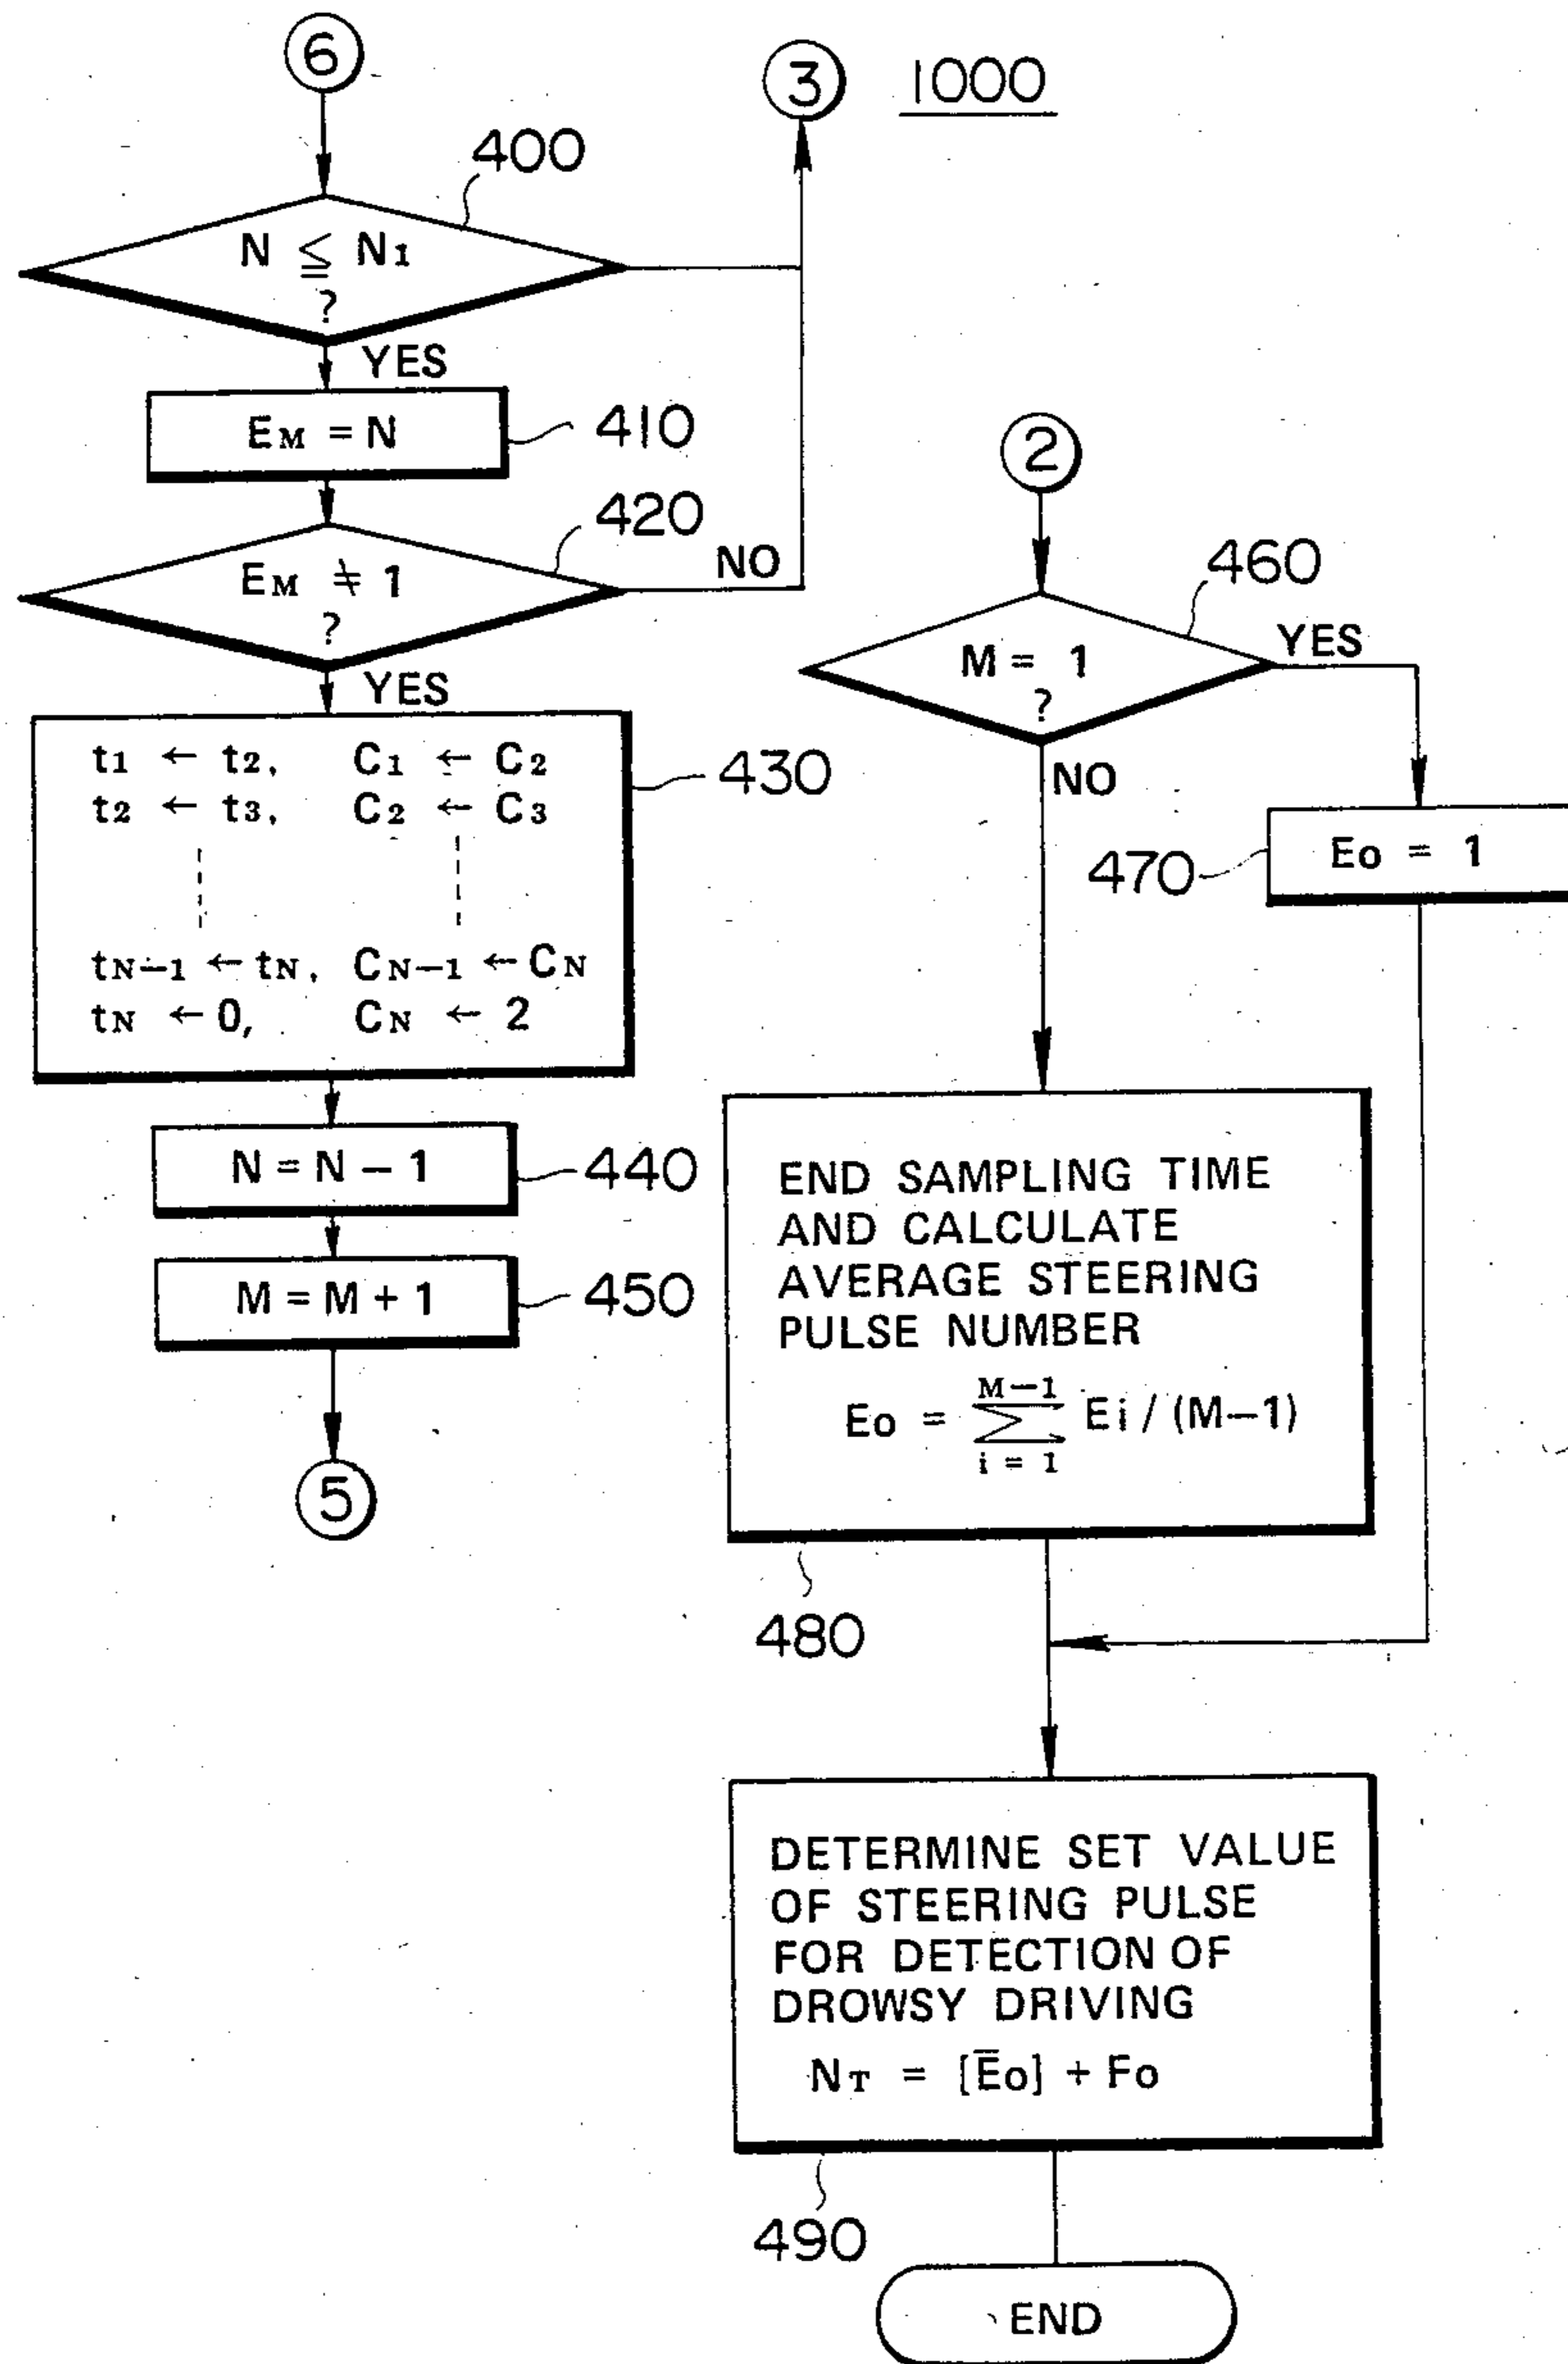 6
3
1000
400
N ≦ N1
?
YES
EM = N
410
420
EM ≠ 1
?
NO
YES
t1 ← t2, C1 ← C2
t2 ← t3, C2 ← C3
tN−1 ← tN, CN−1 ← CN
tN ← 0, CN ← 2
430
N = N − 1
440
M = M + 1
450
5
2
460
M = 1
?
YES
NO
470
Eo = 1
END SAMPLING TIME
AND CALCULATE
AVERAGE STEERING
PULSE NUMBER
M−1
Eo = ∑ Ei / (M−1)
i = 1
480
DETERMINE SET VALUE
OF STEERING PULSE
FOR DETECTION OF
DROWSY DRIVING
NT = [E̅o] + Fo
490
END